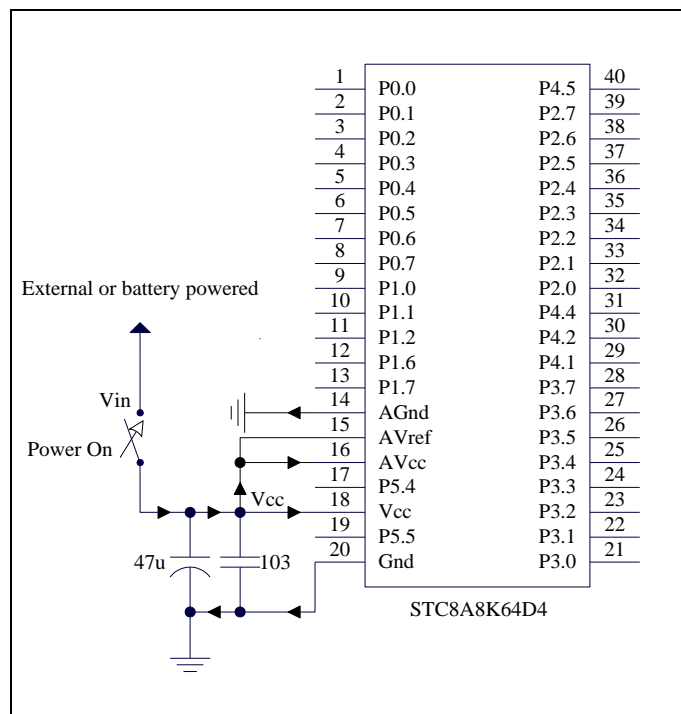 1 P0.0 P4.5 40
2 P0.1 P2.7 39
3 P0.2 P2.6 38
4 P0.3 P2.5 37
5 P0.4 P2.4 36
6 P0.5 P2.3 35
7 P0.6 P2.2 34
8 P0.7 P2.1 33
9 P1.0 P2.0 32
External or battery powered
10 P1.1 P4.4 31
11 P1.2 P4.2 30
12 P1.6 P4.1 29
13 P1.7 P3.7 28
Vin
14 AGnd P3.6 27
15 AVref P3.5 26
Power On
16 AVcc P3.4 25
17 P5.4 P3.3 24
Vcc
18 Vcc P3.2 23
19 P5.5 P3.1 22
20 Gnd P3.0 21
47u 103
STC8A8K64D4